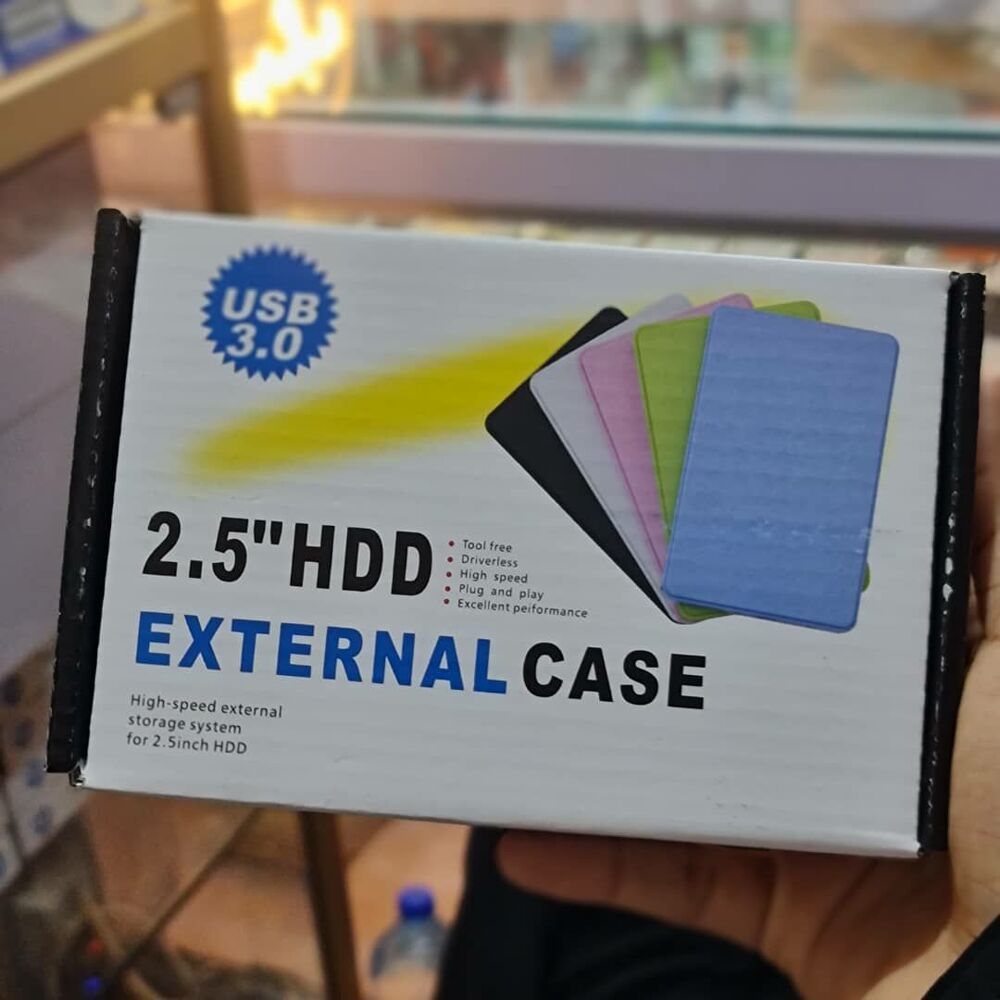 USB
3.0
2.5"HDD
• Tool free
• Driverless
• High speed
• Plug and play
• Excellent peiformance
EXTERNAL CASE
High-speed external
storage system
for 2.5inch HDD